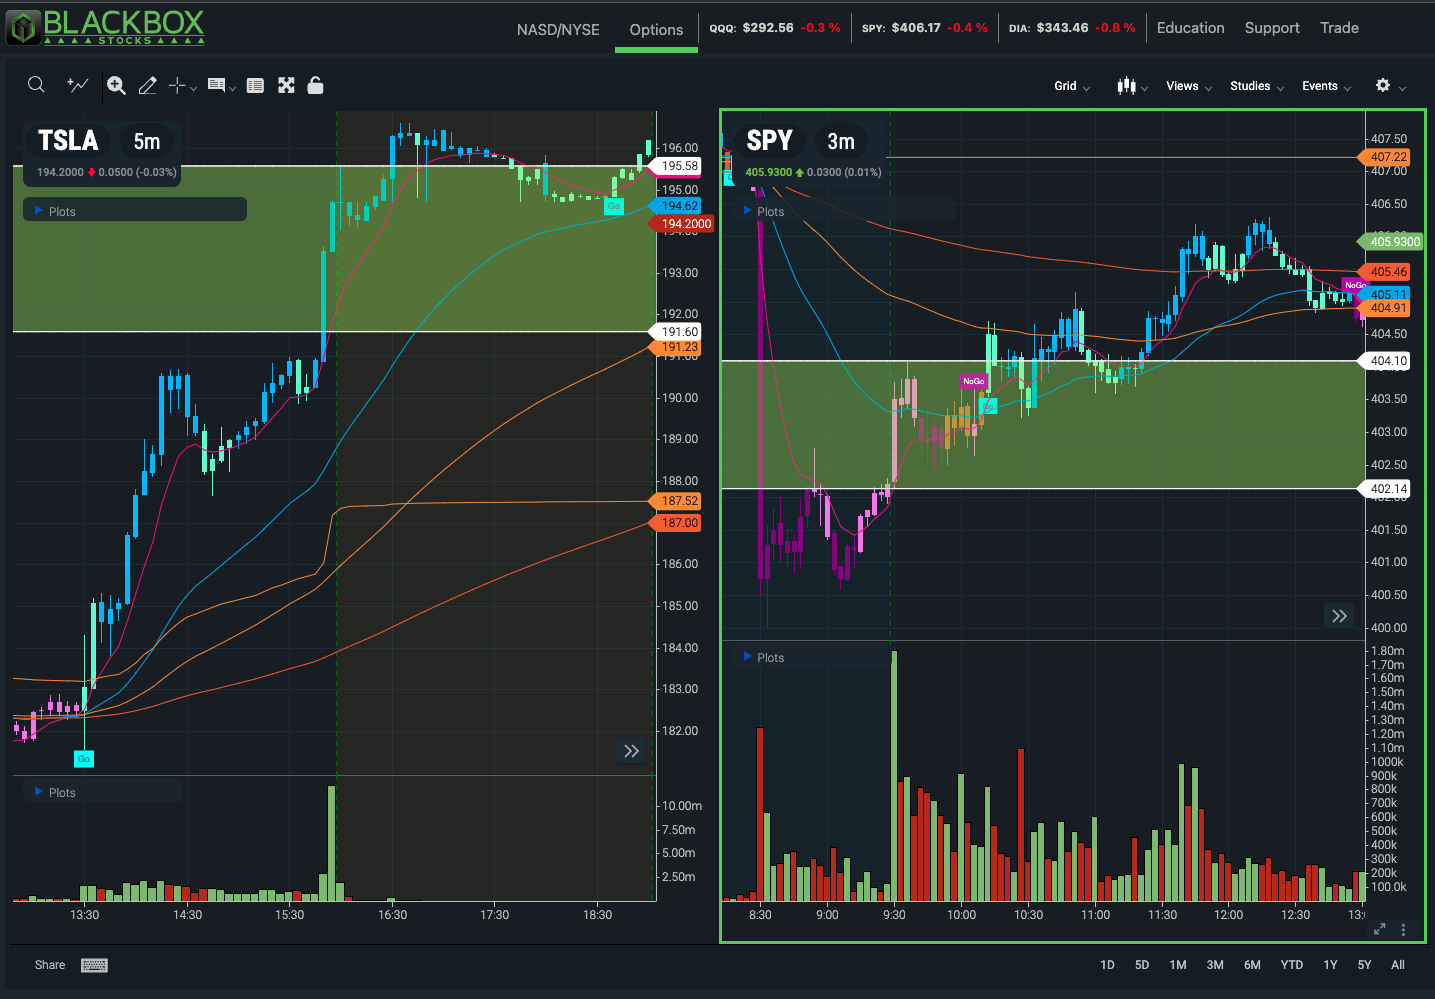 BLACKBOX
STOCKS
NASD/NYSE
Options
QQQ: $292.56 -0.3 %
SPY: $406.17 -0.4 %
DIA: $343.46 -0.8 %
Education
Support
Trade
Grid
Views
Studies
Events
TSLA 5m
194.2000 0.0500 (-0.03%)
Plots
196.00
195.58
195.00
194.62
194.2000
194.00
193.00
192.00
191.60
191.23
191.00
190.00
189.00
188.00
187.52
187.00
186.00
185.00
184.00
183.00
182.00
Go
Go
Plots
10.00m
7.50m
5.00m
2.50m
13:30
14:30
15:30
16:30
17:30
18:30
SPY 3m
405.9300 0.0300 (0.01%)
Plots
407.50
407.22
407.00
406.50
405.9300
405.46
405.11
404.91
404.50
404.10
403.50
403.00
402.50
402.14
402.00
401.50
401.00
400.50
400.00
NoGo
NoGo
Plots
1.80m
1.70m
1.60m
1.50m
1.40m
1.30m
1.20m
1.10m
1000k
900k
800k
700k
600k
500k
400k
300k
200k
100.0k
8:30
9:00
9:30
10:00
10:30
11:00
11:30
12:00
12:30
Share
1D
5D
1M
3M
6M
YTD
1Y
5Y
All